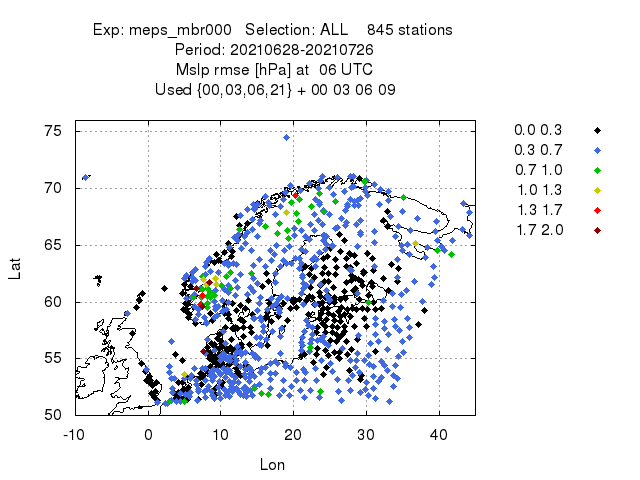 Exp: meps_mbr000 Selection: ALL 845 stations
Period: 20210628-20210726
Mslp rmse [hPa] at 06 UTC
Used {00,03,06,21} + 00 03 06 09
75
70
65
60
55
50
-10 0 10 20 30 40
Lat
Lon
0.0 0.3
0.3 0.7
0.7 1.0
1.0 1.3
1.3 1.7
1.7 2.0